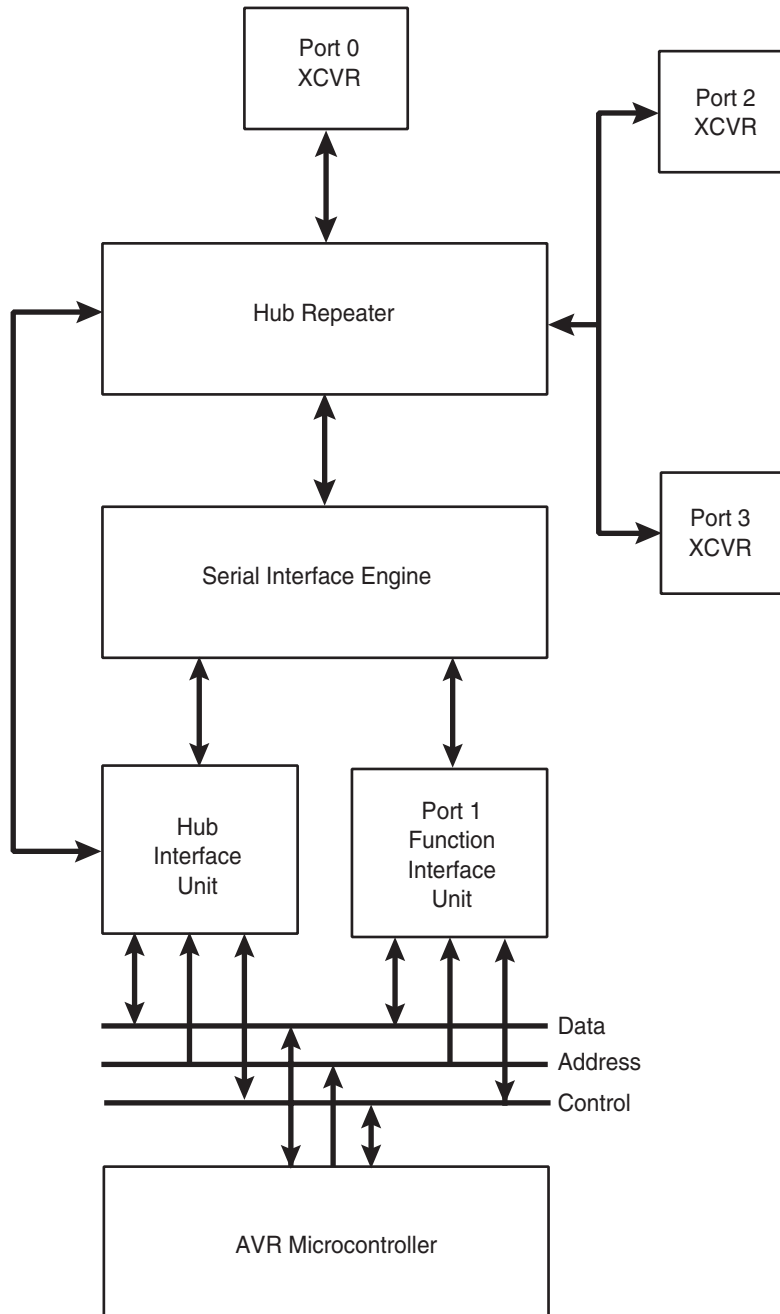 Port 0
XCVR
Port 2
XCVR
Hub Repeater
Port 3
XCVR
Serial Interface Engine
Hub
Interface
Unit
Port 1
Function
Interface
Unit
Data
Address
Control
AVR Microcontroller